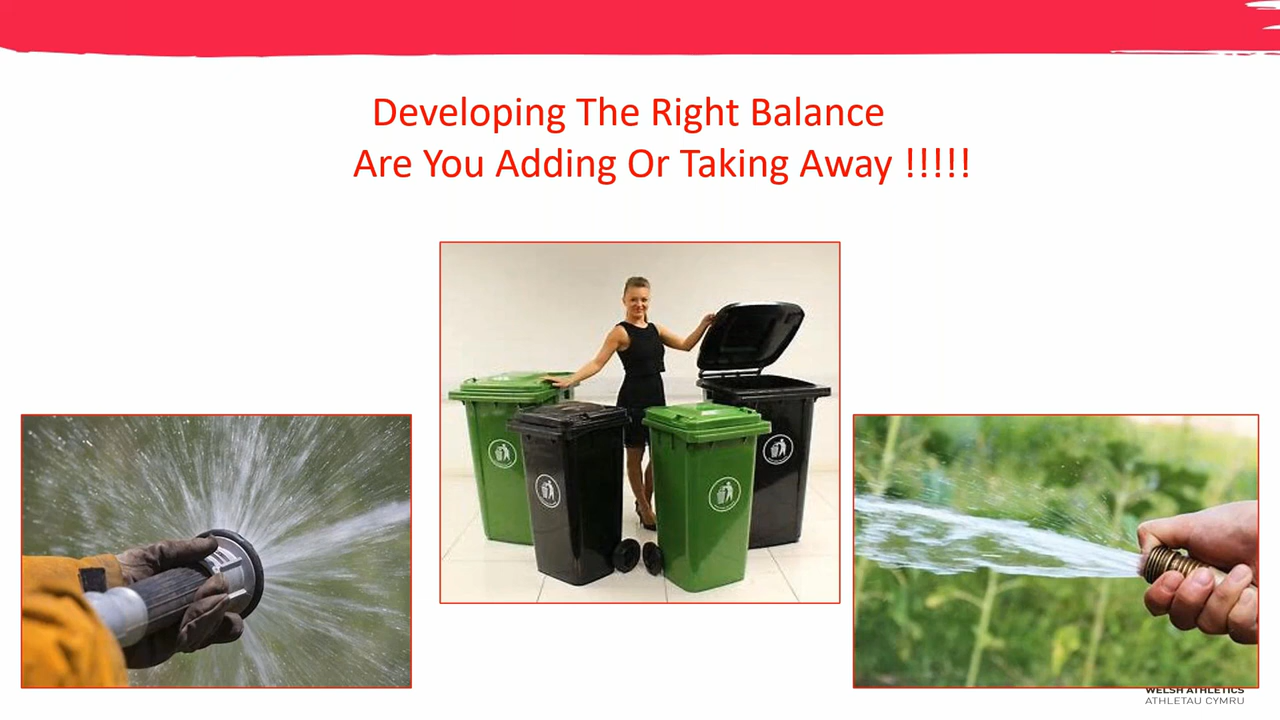 Developing The Right Balance
Are You Adding Or Taking Away !!!!!
WELSH ATHLETICS
ATHLETAU CYMRU